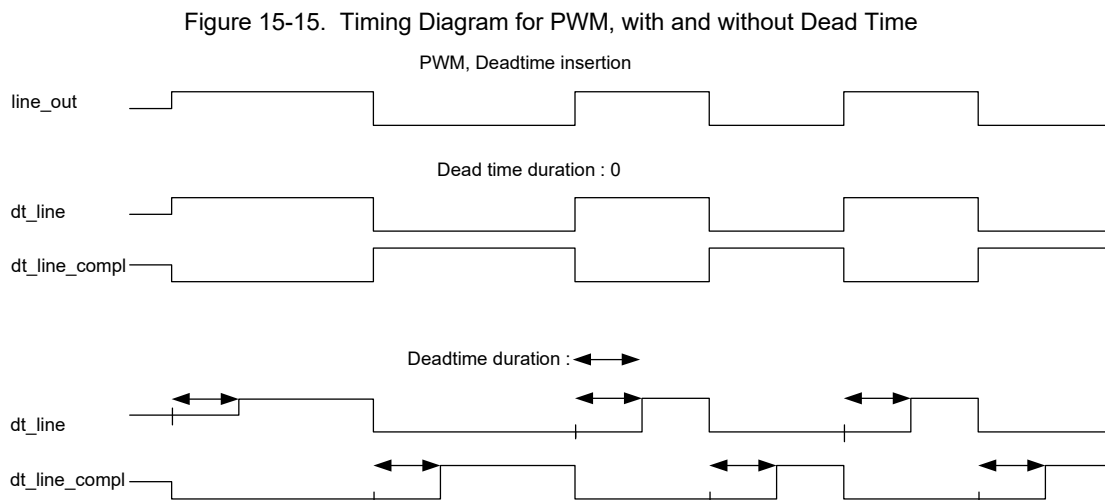 Figure 15-15. Timing Diagram for PWM, with and without Dead Time
PWM, Deadtime insertion
line_out
Dead time duration : 0
dt_line
dt_line_compl
Deadtime duration :
dt_line
dt_line_compl